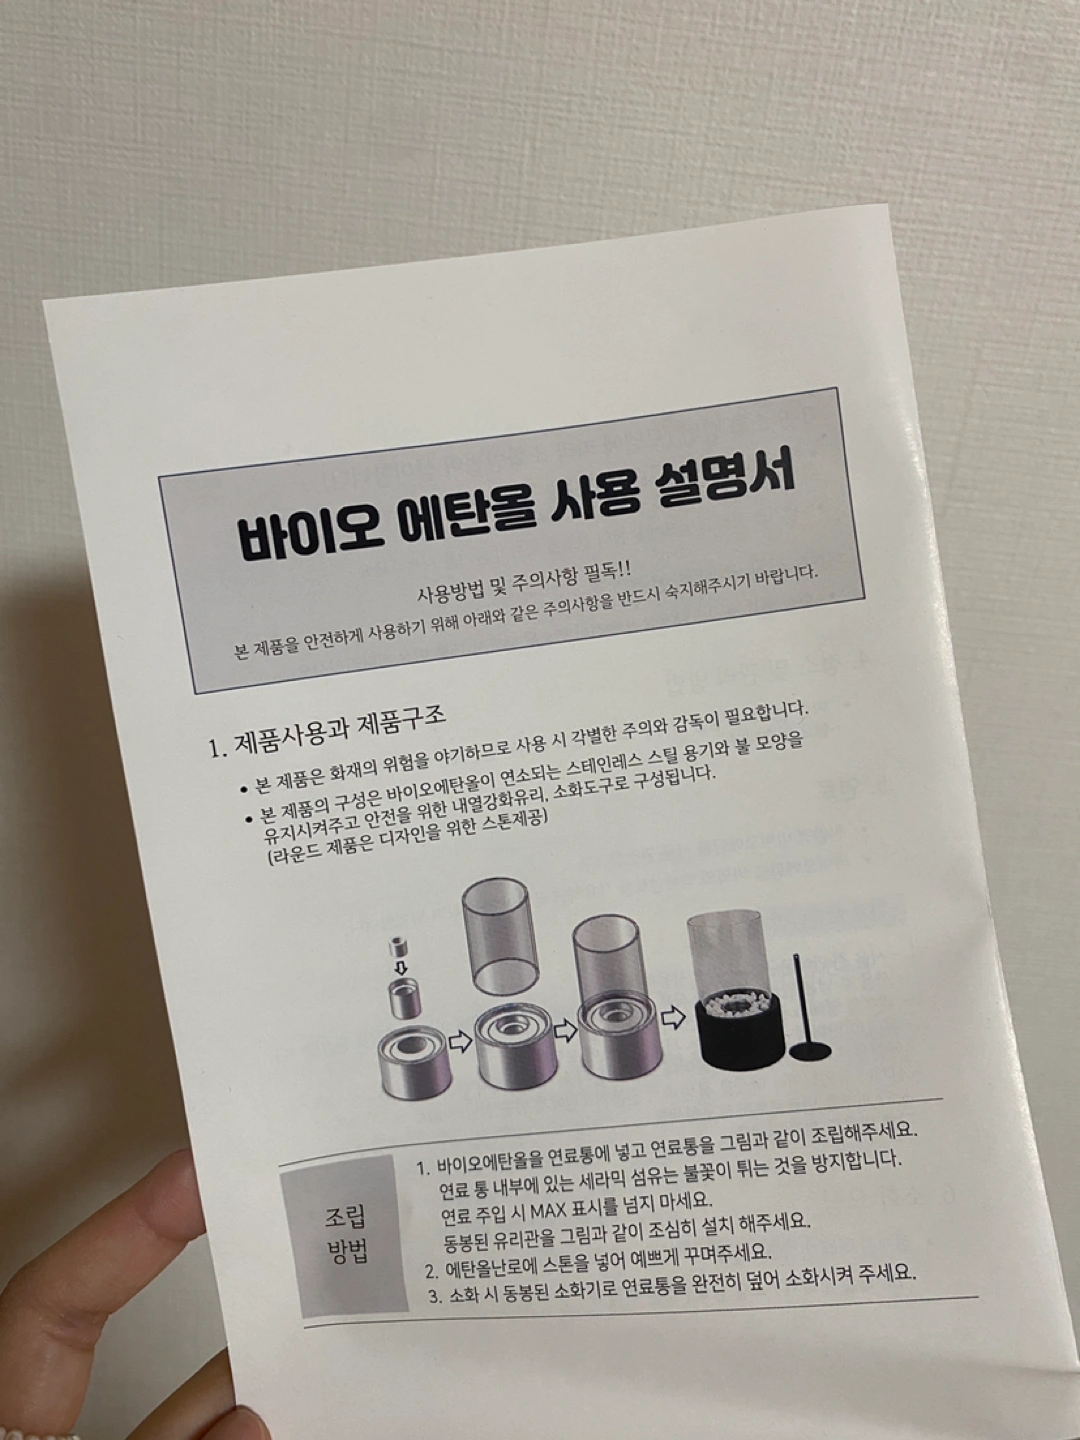 바이오 에탄올 사용 설명서
사용방법 및 주의사항 필독!!
본 제품을 안전하게 사용하기 위해 아래와 같은 주의사항을 반드시 숙지해주시기 바랍니다.
1. 제품사용과 제품구조
• 본 제품은 화재의 위험을 야기하므로 사용 시 각별한 주의와 감독이 필요합니다.
• 본 제품의 구성은 바이오에탄올이 연소되는 스테인레스 스틸 용기와 불 모양을
유지시켜주고 안전을 위한 내열강화유리, 소화도구로 구성됩니다.
(라운드 제품은 디자인을 위한 스톤제공)
조립
방법
1. 바이오에탄올을 연료통에 넣고 연료통을 그림과 같이 조립해주세요.
연료 통 내부에 있는 세라믹 섬유는 불꽃이 튀는 것을 방지합니다.
연료 주입 시 MAX 표시를 넘지 마세요.
동봉된 유리관을 그림과 같이 조심히 설치 해주세요.
2. 에탄올난로에 스톤을 넣어 예쁘게 꾸며주세요.
3. 소화 시 동봉된 소화기로 연료통을 완전히 덮어 소화시켜 주세요.